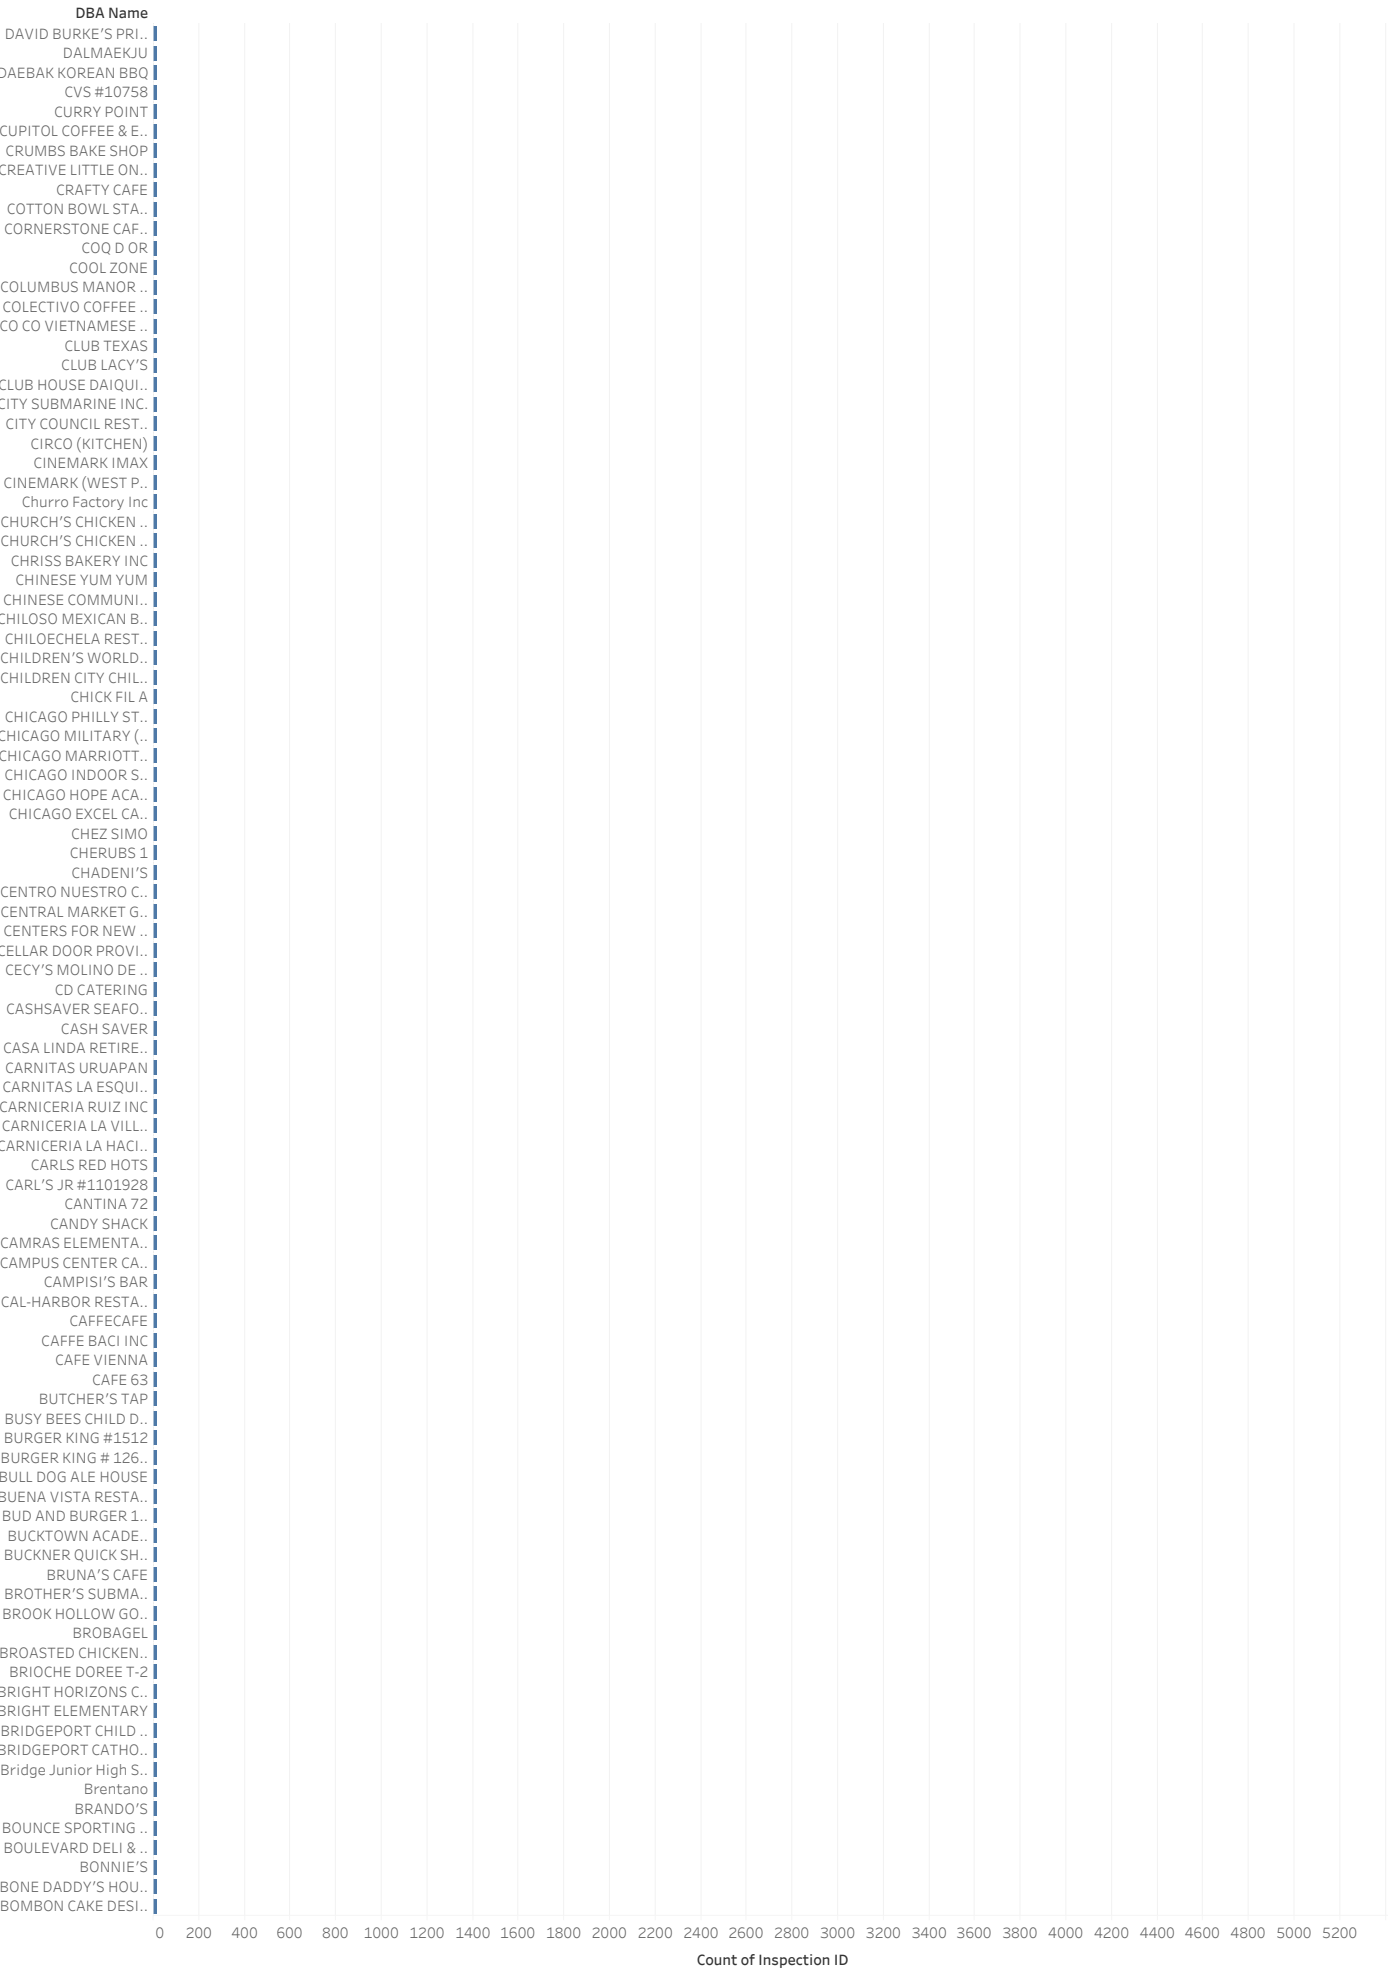 DBA Name
DAVID BURKE'S PRI..
DALMAEKJU
DAEBAK KOREAN BBQ
CVS #10758
CURRY POINT
CUPITOL COFFEE & E..
CRUMBS BAKE SHOP
CREATIVE LITTLE ON..
CRAFTY CAFE
COTTON BOWL STA..
CORNERSTONE CAF..
COQ D OR
COOL ZONE
COLUMBUS MANOR ..
COLECTIVO COFFEE ..
CO CO VIETNAMESE ..
CLUB TEXAS
CLUB LACY'S
CLUB HOUSE DAIQUI..
CITY SUBMARINE INC.
CITY COUNCIL REST..
CIRCO (KITCHEN)
CINEMARK IMAX
CINEMARK (WEST P..
Churro Factory Inc
CHURCH'S CHICKEN ..
CHURCH'S CHICKEN ..
CHRISS BAKERY INC
CHINESE YUM YUM
CHINESE COMMUNI..
CHILOSO MEXICAN B..
CHILOECHELA REST..
CHILDREN'S WORLD..
CHILDREN CITY CHIL..
CHICK FIL A
CHICAGO PHILLY ST..
CHICAGO MILITARY (..
CHICAGO MARRIOTT..
CHICAGO INDOOR S..
CHICAGO HOPE ACA..
CHICAGO EXCEL CA..
CHEZ SIMO
CHERUBS 1
CHADENI'S
CENTRO NUESTRO C..
CENTRAL MARKET G..
CENTERS FOR NEW ..
CELLAR DOOR PROVI..
CECY'S MOLINO DE ..
CD CATERING
CASHSAVER SEAFO..
CASH SAVER
CASA LINDA RETIRE..
CARNITAS URUAPAN
CARNITAS LA ESQUI..
CARNICERIA RUIZ INC
CARNICERIA LA VILL..
CARNICERIA LA HACI..
CARLS RED HOTS
CARL'S JR #1101928
CANTINA 72
CANDY SHACK
CAMRAS ELEMENTA..
CAMPUS CENTER CA..
CAMPISI'S BAR
CAL-HARBOR RESTA..
CAFFECAFE
CAFFE BACI INC
CAFE VIENNA
CAFE 63
BUTCHER'S TAP
BUSY BEES CHILD D..
BURGER KING #1512
BURGER KING # 126..
BULL DOG ALE HOUSE
BUENA VISTA RESTA..
BUD AND BURGER 1..
BUCKTOWN ACADE..
BUCKNER QUICK SH..
BRUNA'S CAFE
BROTHER'S SUBMA..
BROOK HOLLOW GO..
BROBAGEL
BROASTED CHICKEN..
BRIOCHE DOREE T-2
BRIGHT HORIZONS C..
BRIGHT ELEMENTARY
BRIDGEPORT CHILD ..
BRIDGEPORT CATHO..
Bridge Junior High S..
Brentano
BRANDO'S
BOUNCE SPORTING ..
BOULEVARD DELI & ..
BONNIE'S
BONE DADDY'S HOU..
BOMBON CAKE DESI..
0 200 400 600 800 1000 1200 1400 1600 1800 2000 2200 2400 2600 2800 3000 3200 3400 3600 3800 4000 4200 4400 4600 4800 5000 5200
Count of Inspection ID